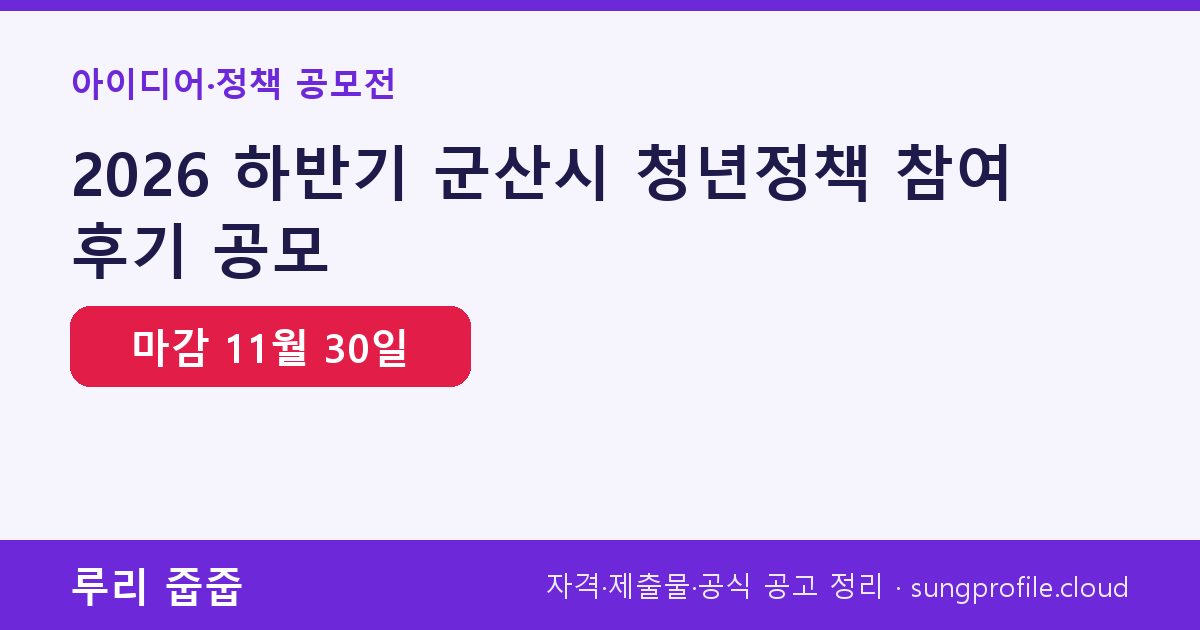 아이디어·정책 공모전
2026 하반기 군산시 청년정책 참여
후기 공모
마감 11월 30일
루리 줍줍
자격·제출물·공식 공고 정리 · sungprofile.cloud